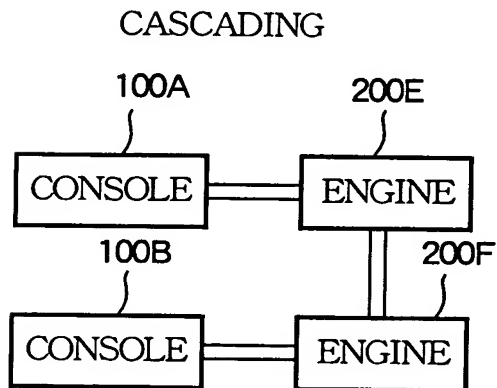 CASCADING
100A
200E
CONSOLE
ENGINE
100B
200F
CONSOLE
ENGINE